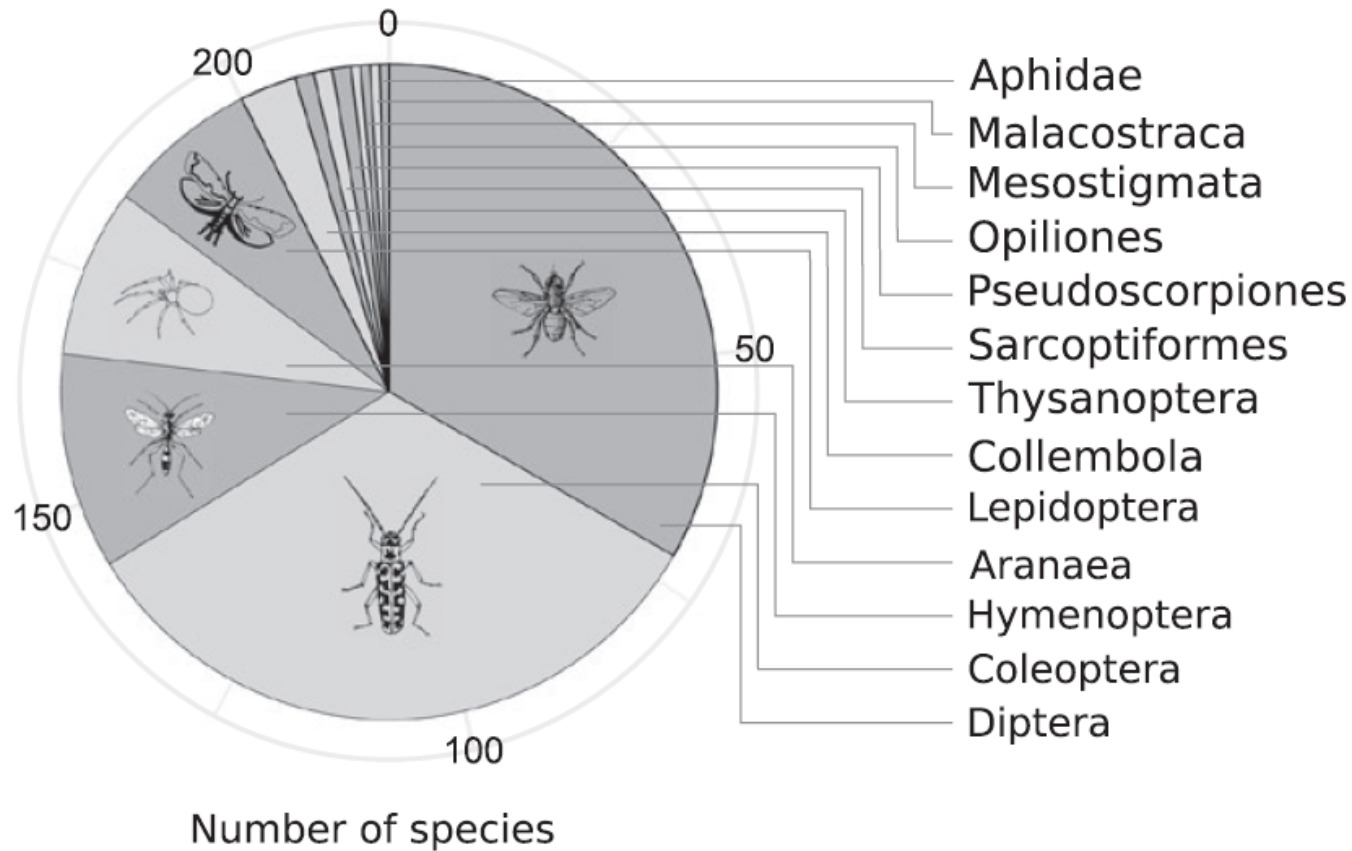 0
200
50
150
100
Aphidae
Malacostraca
Mesostigmata
Opiliones
Pseudoscorpiones
Sarcoptiformes
Thysanoptera
Collembola
Lepidoptera
Aranaea
Hymenoptera
Coleoptera
Diptera
Number of species